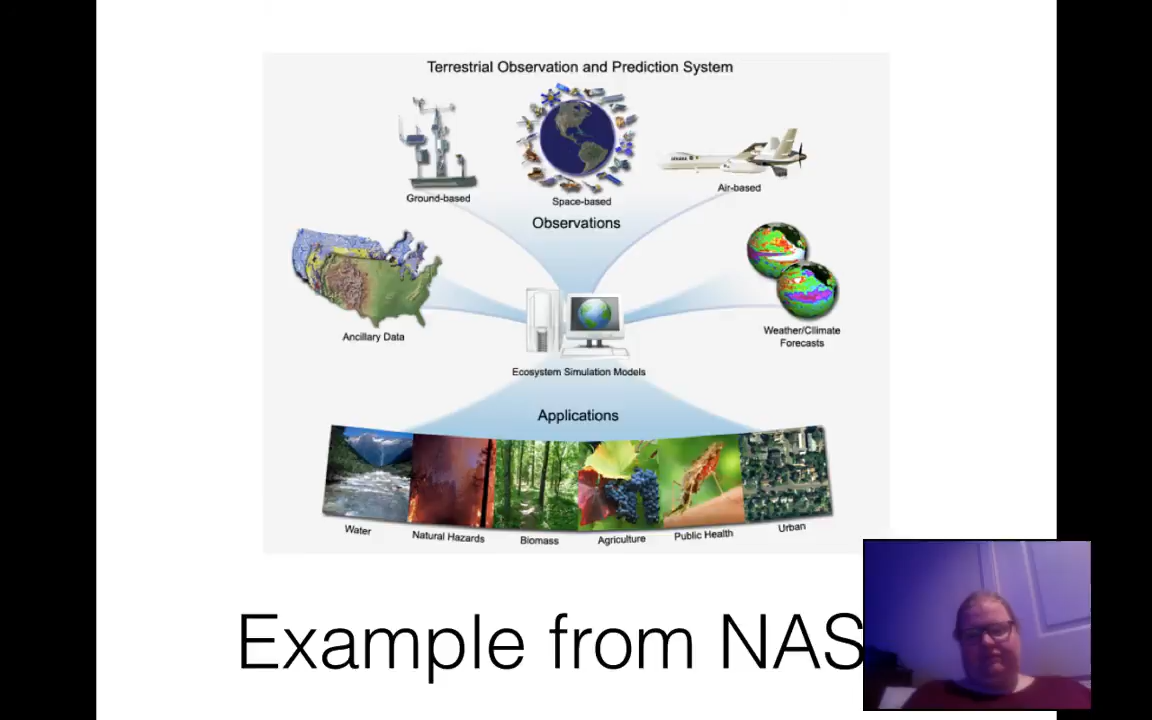 Terrestrial Observation and Prediction System
Ground-based
Space-based
Air-based
Observations
Ancillary Data
Weather/Climate
Forecasts
Ecosystem Simulation Models
Applications
Water
Natural Hazards
Biomass
Agriculture
Public Health
Urban
Example from NAS